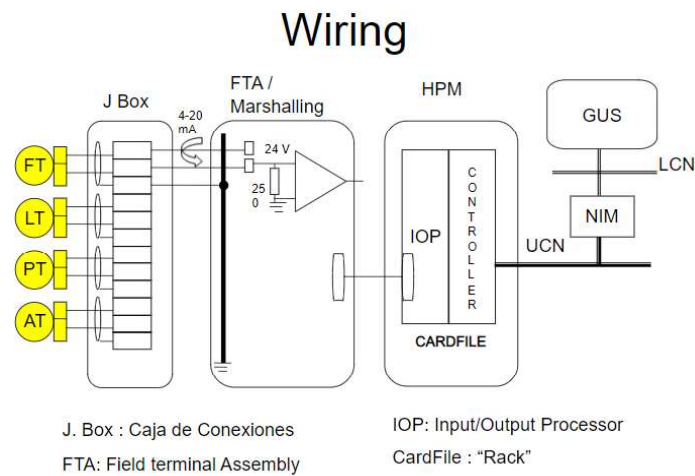 Wiring
J Box
4-20
mA
FTA /
Marshalling
HPM
GUS
LCN
NIM
UCN
FT
LT
PT
AT
24 V
25
0
IOP
CONTROLLER
CARDFILE
J. Box : Caja de Conexiones
FTA: Field terminal Assembly
IOP: Input/Output Processor
CardFile : “Rack”